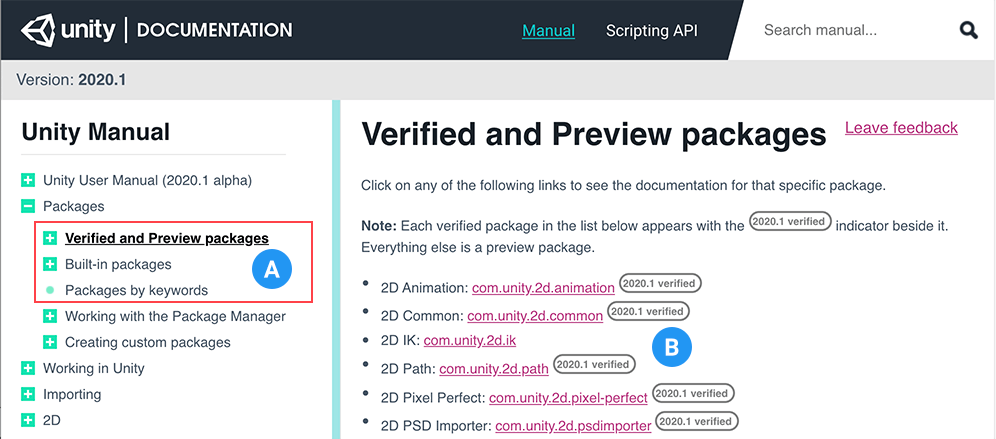 unity | DOCUMENTATION Manual Scripting API Search manual...
Version: 2020.1
Unity Manual
Unity User Manual (2020.1 alpha)
Packages
Verified and Preview packages
Built-in packages
Packages by keywords
Working with the Package Manager
Creating custom packages
Working in Unity
Importing
2D
A
Verified and Preview packages Leave feedback
Click on any of the following links to see the documentation for that specific package.
Note: Each verified package in the list below appears with the 2020.1 verified indicator beside it.
Everything else is a preview package.
2D Animation: com.unity.2d.animation 2020.1 verified
2D Common: com.unity.2d.common 2020.1 verified
2D IK: com.unity.2d.ik
B
2D Path: com.unity.2d.path 2020.1 verified
2D Pixel Perfect: com.unity.2d.pixel-perfect 2020.1 verified
2D PSD Importer: com.unity.2d.psdimporter 2020.1 verified